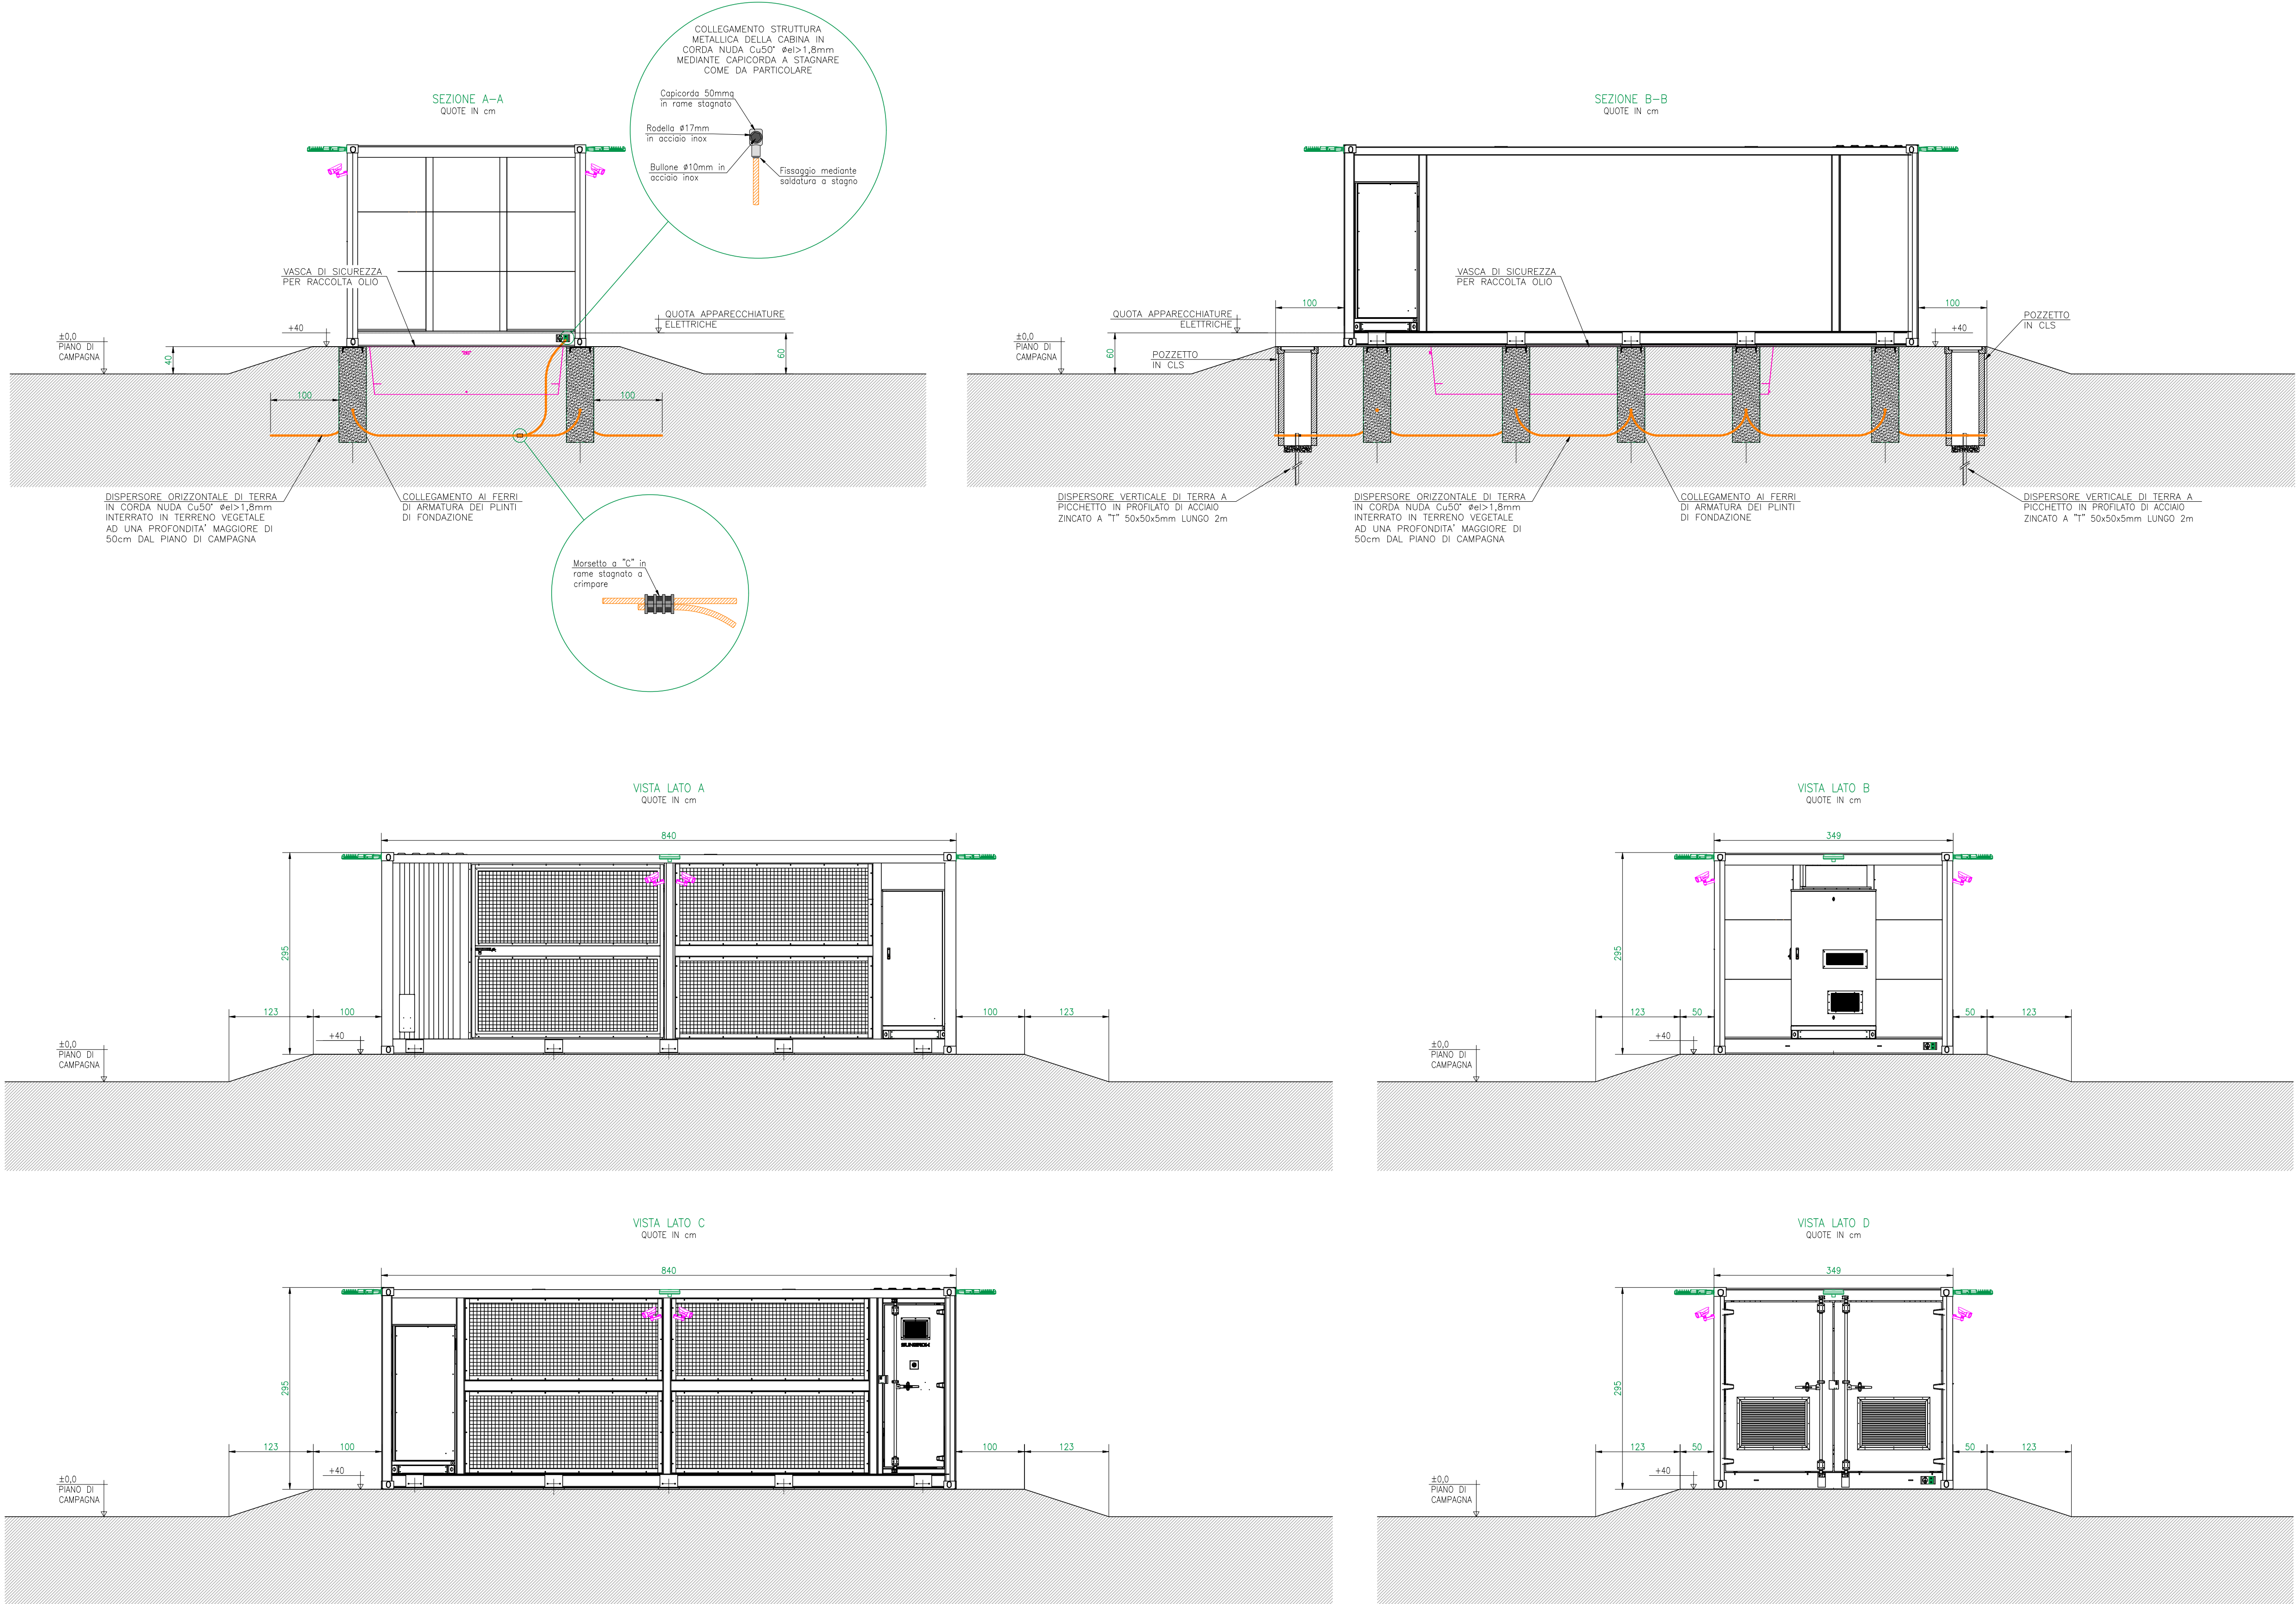 COLLEGAMENTO STRUTTURA
METALLICA DELLA CABINA IN
CORDA NUDA Cu50" øel>1,8mm
MEDIANTE CAPICORDA A STAGNARE
COME DA PARTICOLARE
Capicorda 50mmq
in rame stagnato
Rodella ø17mm
in acciaio inox
Bullone ø10mm in
acciaio inox
Fissaggio mediante
saldatura a stagno
SEZIONE A-A
QUOTE IN cm
VASCA DI SICUREZZA
PER RACCOLTA OLIO
QUOTA APPARECCHIATURE
ELETTRICHE
+40
±0,0
PIANO DI
CAMPAGNA
40
60
100
100
DISPERSORE ORIZZONTALE DI TERRA
IN CORDA NUDA Cu50" øel>1,8mm
INTERRATO IN TERRENO VEGETALE
AD UNA PROFONDITA' MAGGIORE DI
50cm DAL PIANO DI CAMPAGNA
COLLEGAMENTO AI FERRI
DI ARMATURA DEI PLINTI
DI FONDAZIONE
Morsetto a "C" in
rame stagnato a
crimpare
SEZIONE B-B
QUOTE IN cm
VASCA DI SICUREZZA
PER RACCOLTA OLIO
100
100
QUOTA APPARECCHIATURE
ELETTRICHE
POZZETTO
IN CLS
+40
±0,0
PIANO DI
CAMPAGNA
60
POZZETTO
IN CLS
DISPERSORE VERTICALE DI TERRA A
PICCHETTO IN PROFILATO DI ACCIAIO
ZINCATO A "T" 50x50x5mm LUNGO 2m
DISPERSORE ORIZZONTALE DI TERRA
IN CORDA NUDA Cu50" øel>1,8mm
INTERRATO IN TERRENO VEGETALE
AD UNA PROFONDITA' MAGGIORE DI
50cm DAL PIANO DI CAMPAGNA
COLLEGAMENTO AI FERRI
DI ARMATURA DEI PLINTI
DI FONDAZIONE
DISPERSORE VERTICALE DI TERRA A
PICCHETTO IN PROFILATO DI ACCIAIO
ZINCATO A "T" 50x50x5mm LUNGO 2m
VISTA LATO A
QUOTE IN cm
840
295
123
100
100
123
+40
±0,0
PIANO DI
CAMPAGNA
VISTA LATO B
QUOTE IN cm
349
295
123
50
50
123
+40
±0,0
PIANO DI
CAMPAGNA
VISTA LATO C
QUOTE IN cm
840
295
SUNGROW
123
100
100
123
+40
±0,0
PIANO DI
CAMPAGNA
VISTA LATO D
QUOTE IN cm
349
295
123
50
50
123
+40
±0,0
PIANO DI
CAMPAGNA